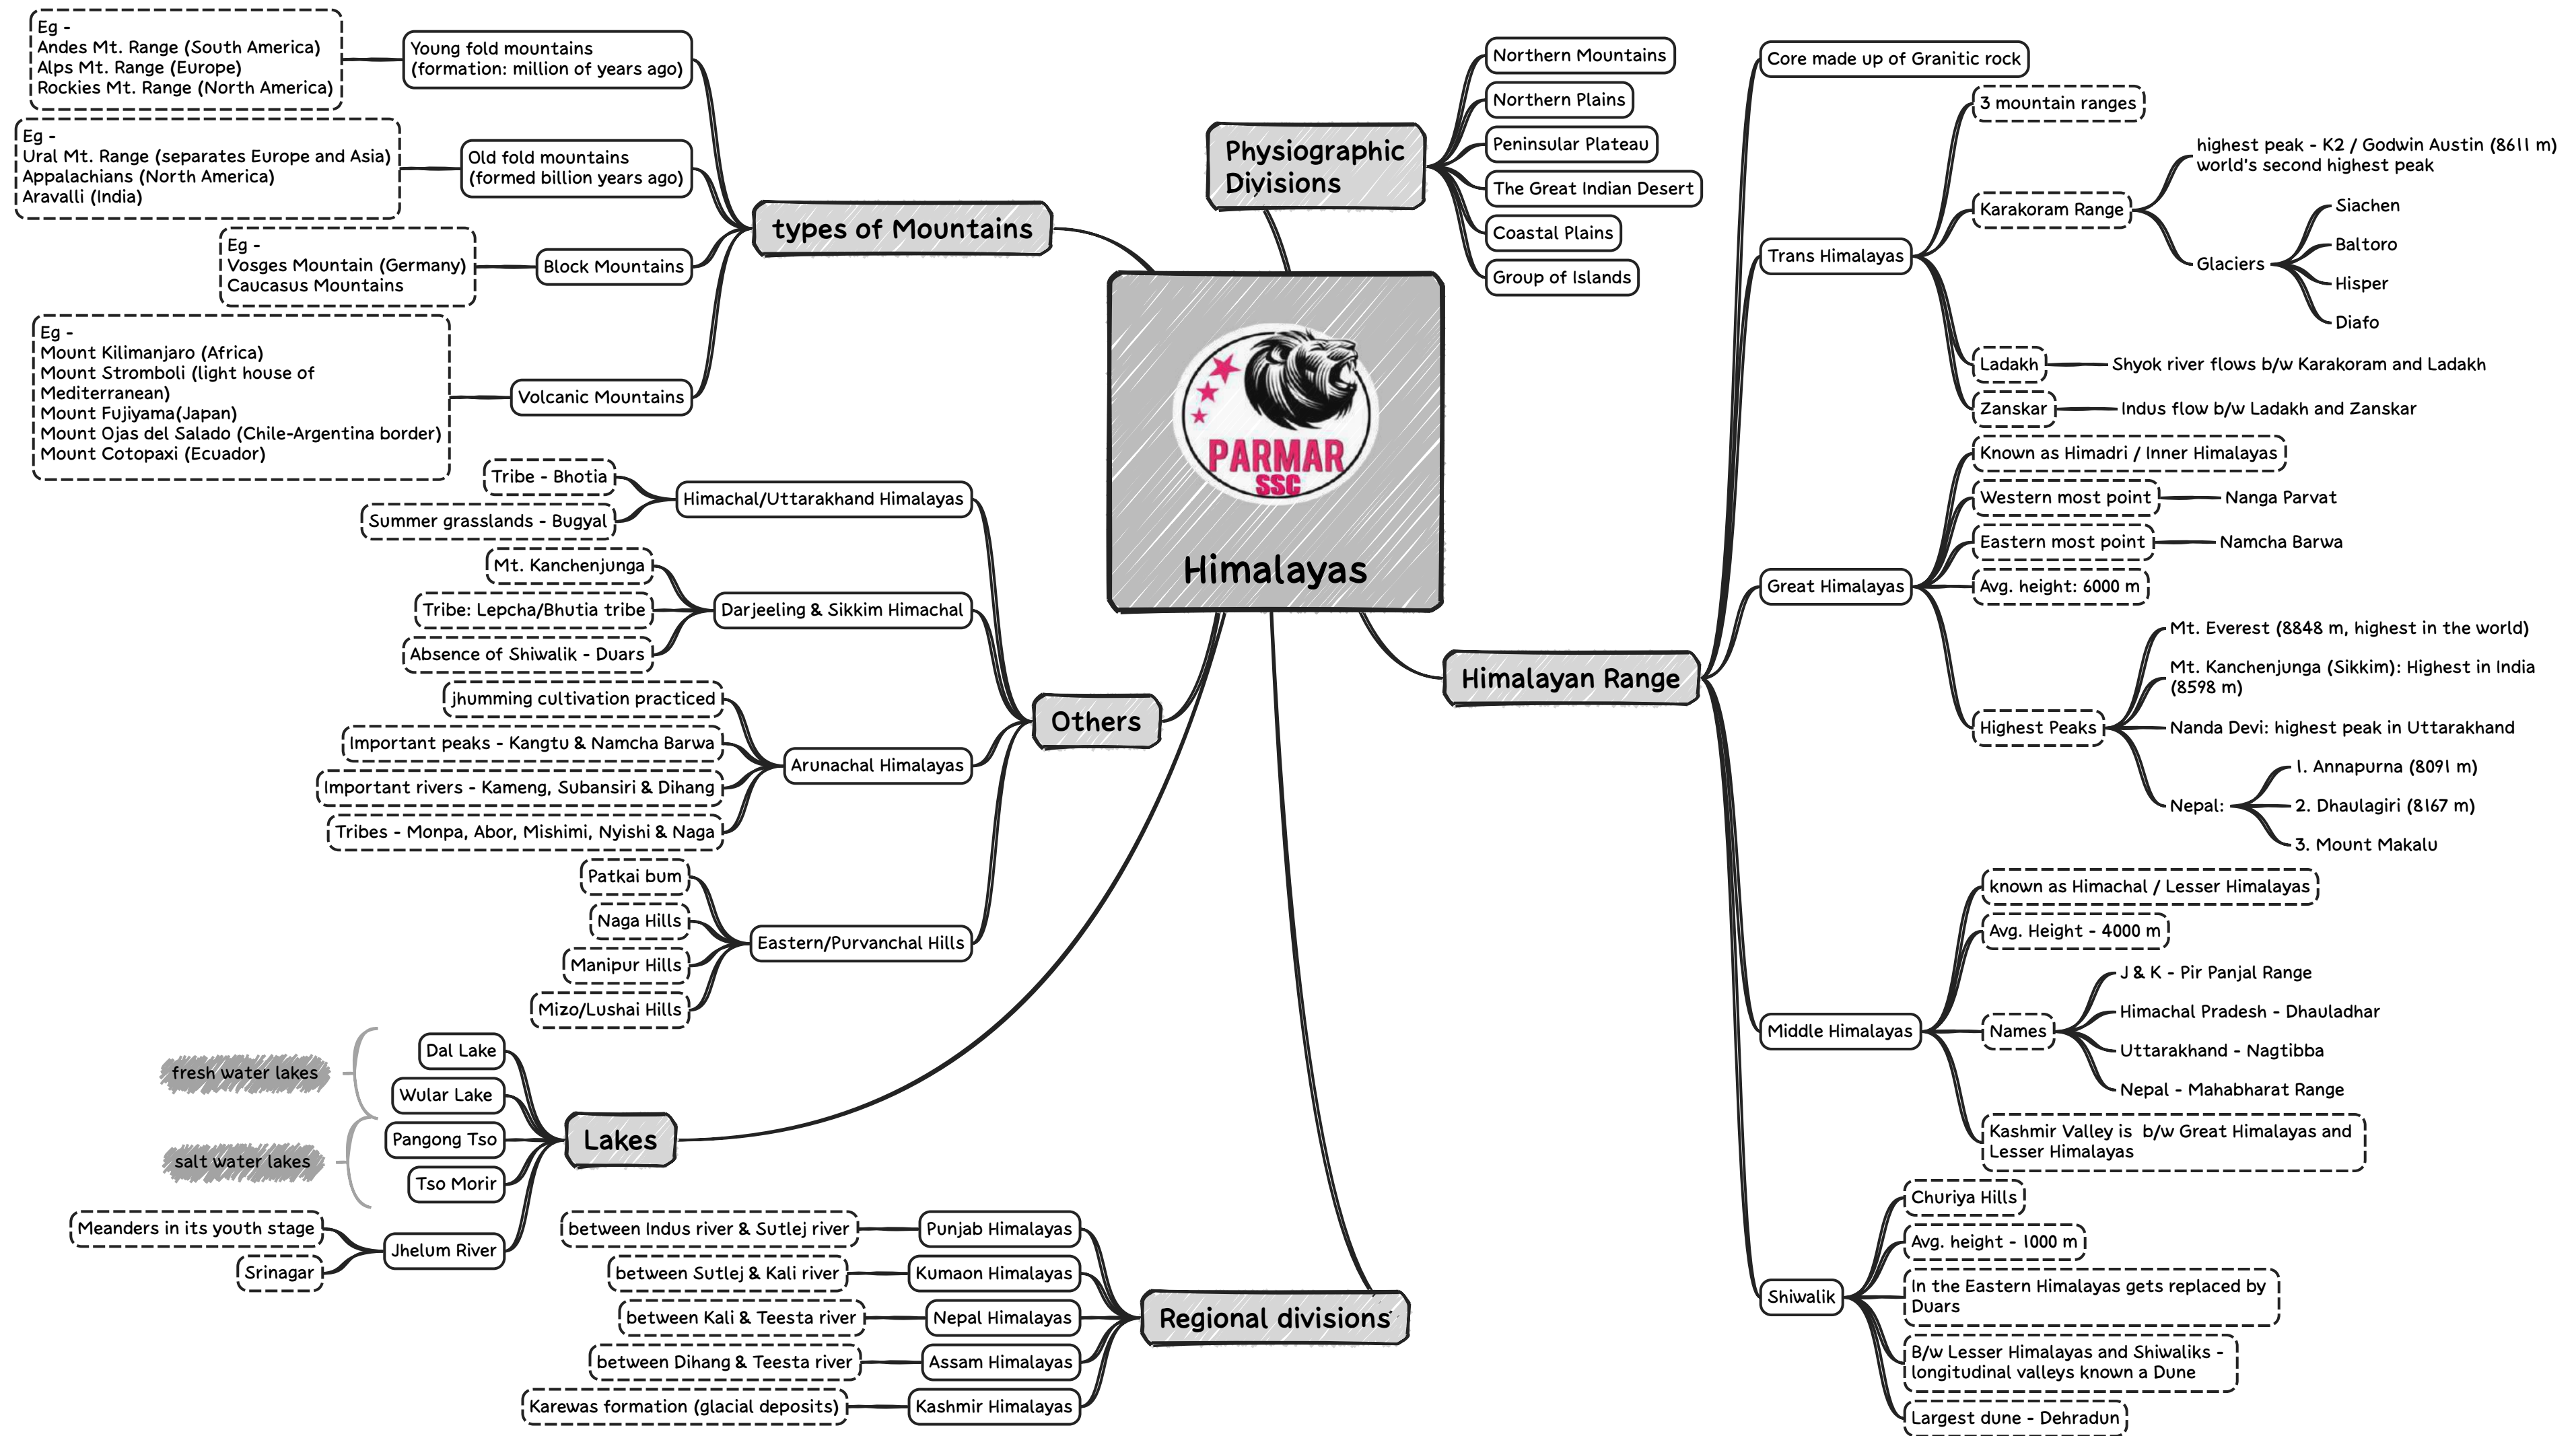 Eg -
Andes Mt. Range (South America)
Alps Mt. Range (Europe)
Rockies Mt. Range (North America)
Young fold mountains
(formation: million of years ago)
Eg -
Ural Mt. Range (separates Europe and Asia)
Appalachians (North America)
Aravalli (India)
Old fold mountains
(formed billion years ago)
Eg -
Vosges Mountain (Germany)
Caucasus Mountains
Block Mountains
Eg -
Mount Kilimanjaro (Africa)
Mount Stromboli (light house of
Mediterranean)
Mount Fujiyama(Japan)
Mount Ojas del Salado (Chile-Argentina border)
Mount Cotopaxi (Ecuador)
Volcanic Mountains
types of Mountains
Physiographic
Divisions
Northern Mountains
Northern Plains
Peninsular Plateau
The Great Indian Desert
Coastal Plains
Group of Islands
PARMAR
SSC
Himalayas
Tribe - Bhotia
Summer grasslands - Bugyal
Himachal/Uttarakhand Himalayas
Mt. Kanchenjunga
Tribe: Lepcha/Bhutia tribe
Absence of Shiwalik - Duars
Darjeeling & Sikkim Himachal
jhumming cultivation practiced
Important peaks - Kangtu & Namcha Barwa
Important rivers - Kameng, Subansiri & Dihang
Tribes - Monpa, Abor, Mishimi, Nyishi & Naga
Arunachal Himalayas
Patkai bum
Naga Hills
Manipur Hills
Mizo/Lushai Hills
Eastern/Purvanchal Hills
Others
fresh water lakes
Dal Lake
Wular Lake
salt water lakes
Pangong Tso
Tso Morir
Meanders in its youth stage
Srinagar
Jhelum River
Lakes
between Indus river & Sutlej river
Punjab Himalayas
between Sutlej & Kali river
Kumaon Himalayas
between Kali & Teesta river
Nepal Himalayas
between Dihang & Teesta river
Assam Himalayas
Karewas formation (glacial deposits)
Kashmir Himalayas
Regional divisions
Himalayan Range
Core made up of Granitic rock
Trans Himalayas
3 mountain ranges
Karakoram Range
highest peak - K2 / Godwin Austin (8611 m)
world's second highest peak
Glaciers
Siachen
Baltoro
Hisper
Diafo
Ladakh
Shyok river flows b/w Karakoram and Ladakh
Zanskar
Indus flow b/w Ladakh and Zanskar
Great Himalayas
Known as Himadri / Inner Himalayas
Western most point
Nanga Parvat
Eastern most point
Namcha Barwa
Avg. height: 6000 m
Highest Peaks
Mt. Everest (8848 m, highest in the world)
Mt. Kanchenjunga (Sikkim): Highest in India
(8598 m)
Nanda Devi: highest peak in Uttarakhand
Nepal:
1. Annapurna (8091 m)
2. Dhaulagiri (8167 m)
3. Mount Makalu
Middle Himalayas
known as Himachal / Lesser Himalayas
Avg. Height - 4000 m
Names
J & K - Pir Panjal Range
Himachal Pradesh - Dhauladhar
Uttarakhand - Nagtibba
Nepal - Mahabharat Range
Kashmir Valley is b/w Great Himalayas and
Lesser Himalayas
Shiwalik
Churiya Hills
Avg. height - 1000 m
In the Eastern Himalayas gets replaced by
Duars
B/w Lesser Himalayas and Shiwaliks -
longitudinal valleys known a Dune
Largest dune - Dehradun